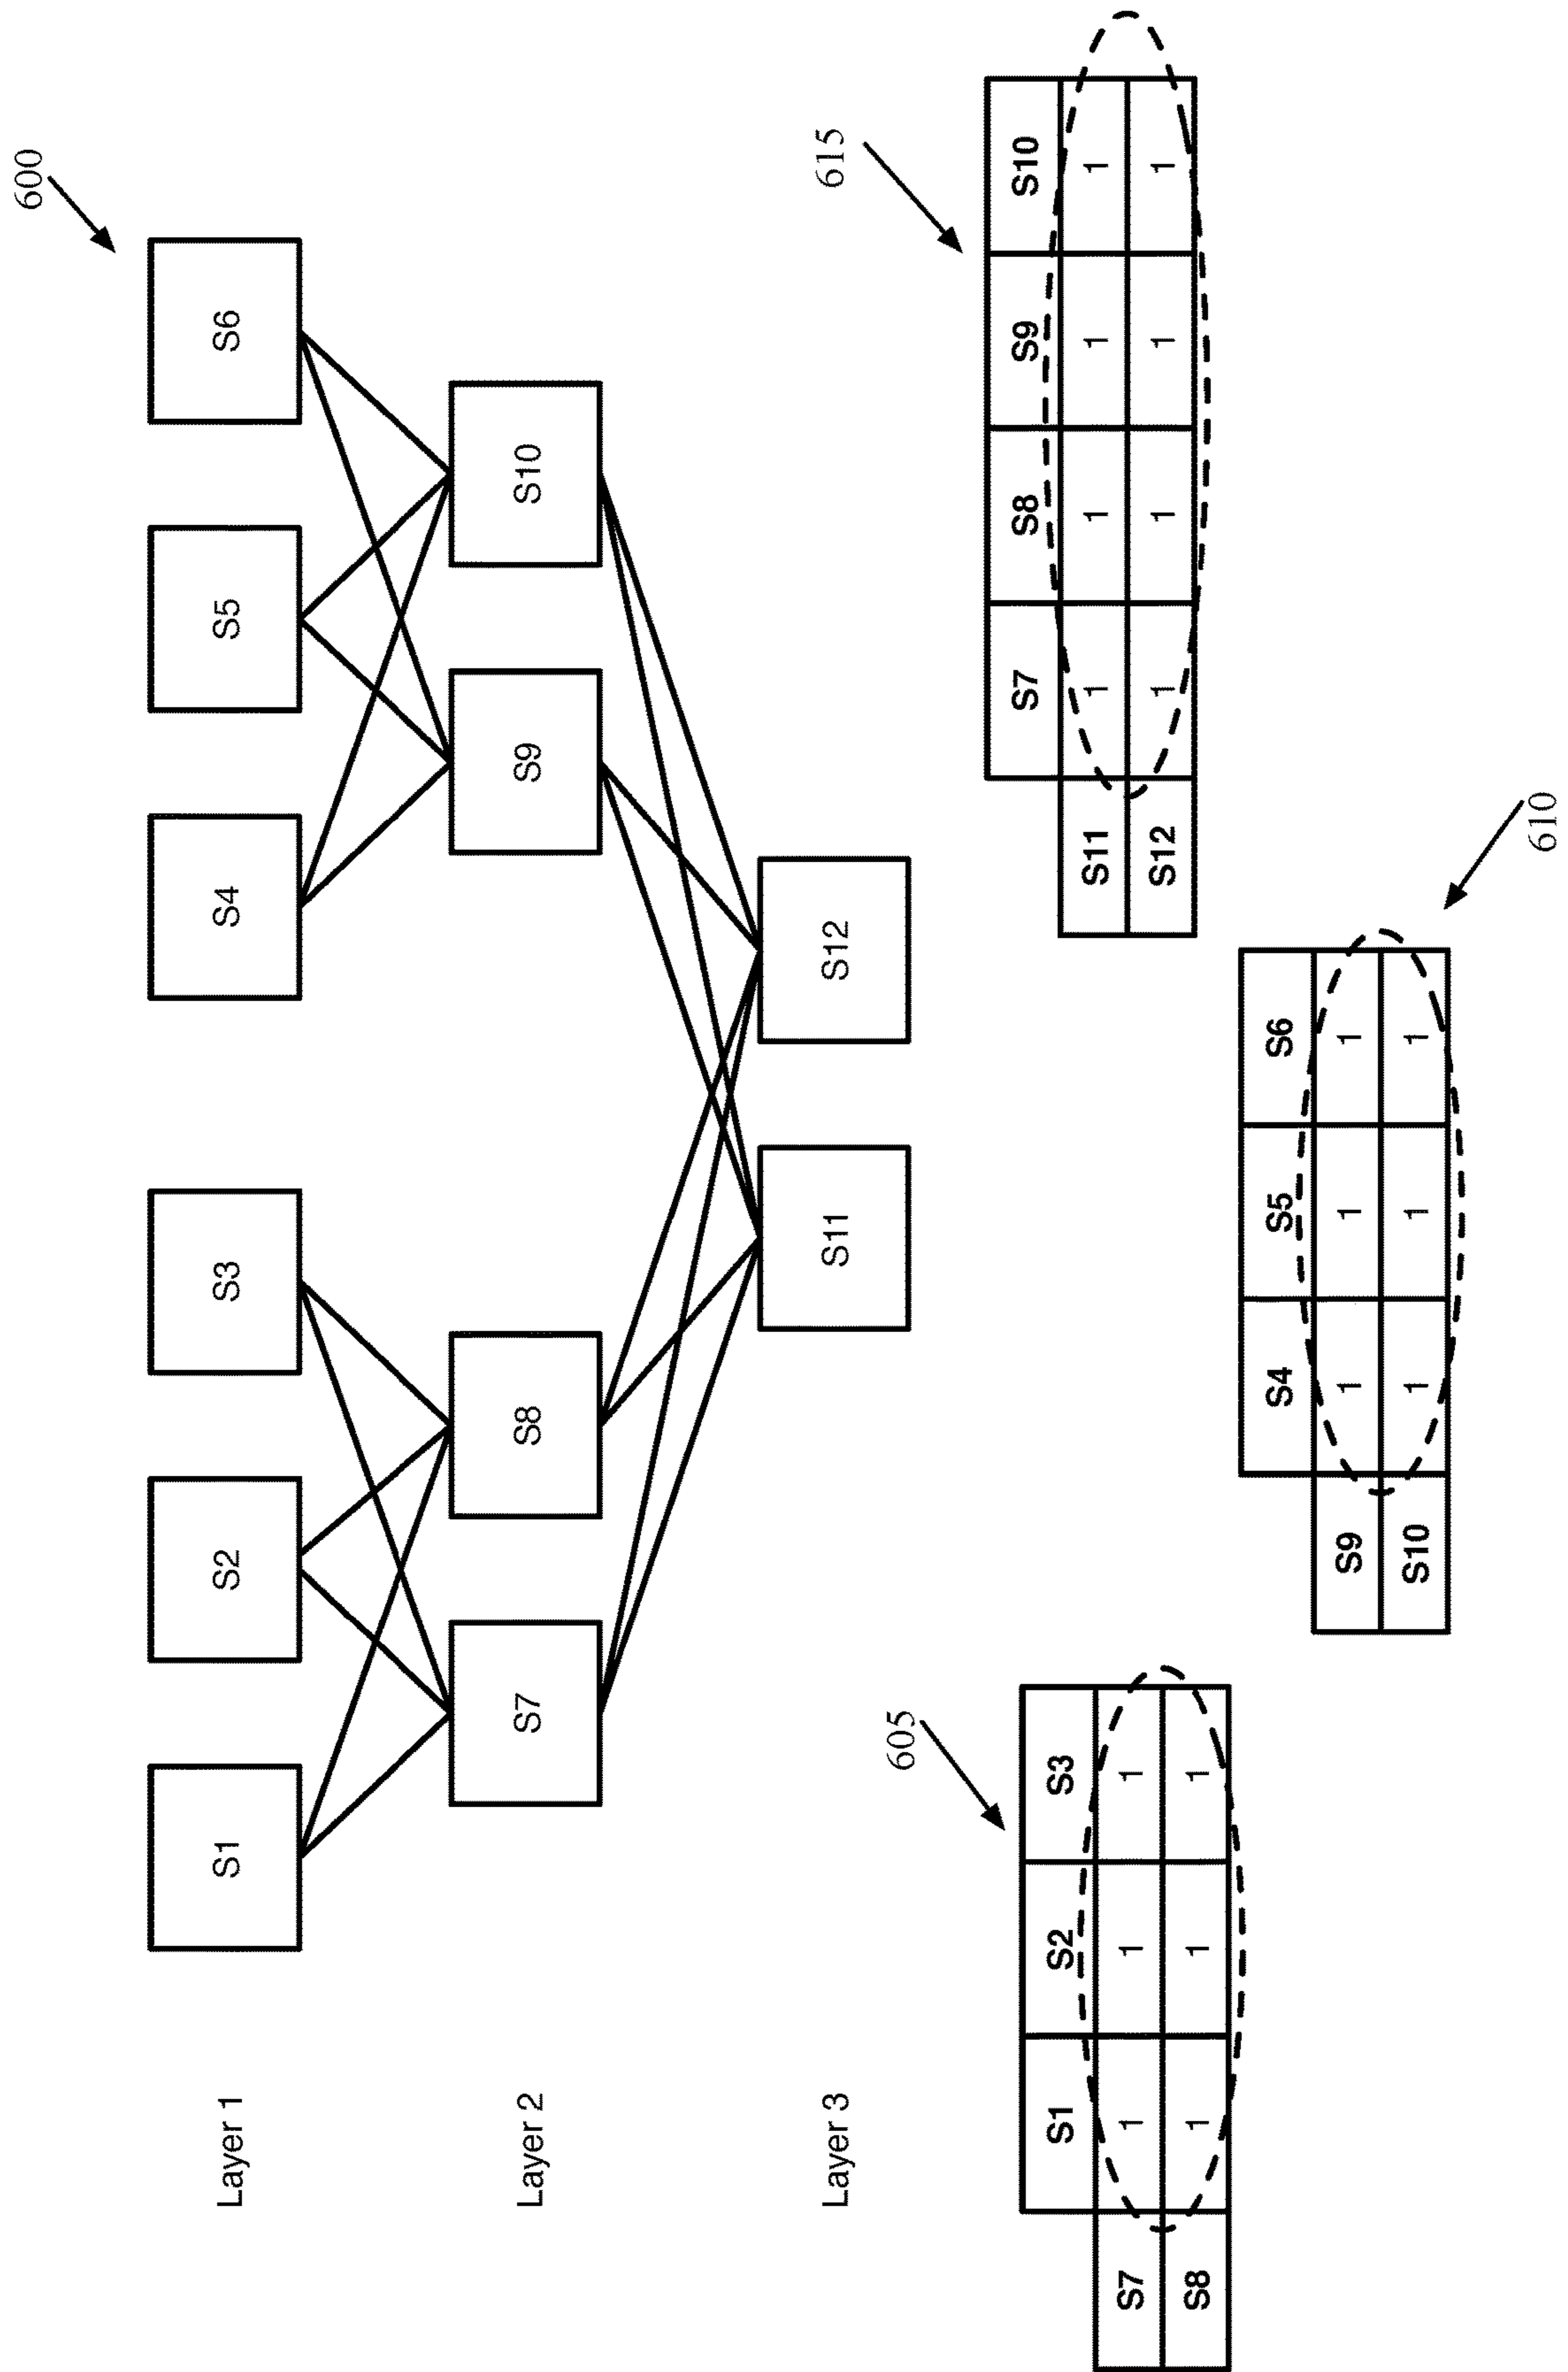 600
Layer 1
S1 S2 S3 S4 S5 S6
Layer 2
S7 S8 S9 S10
Layer 3
S11 S12
605
S1 S2 S3
S7 1 1 1
S8 1 1 1
610
S4 S5 S6
S9 1 1 1
S10 1 1 1
615
S7 S8 S9 S10
S11 1 1 1 1
S12 1 1 1 1